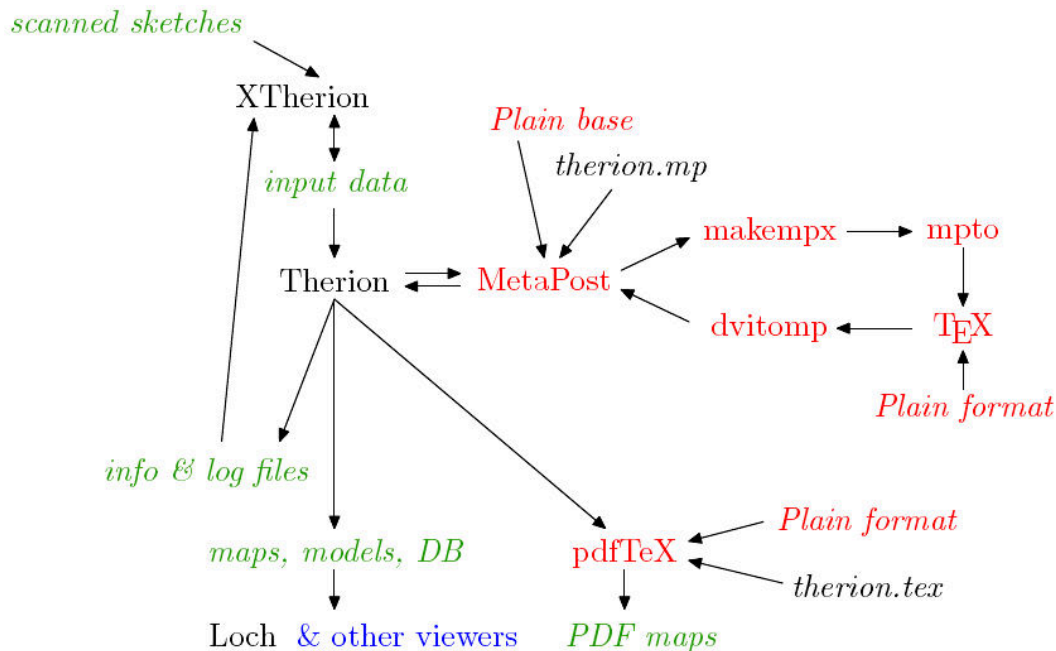 scanned sketches
XTherion
Plain base
therion.mp
input data
makempx
mpto
Therion
MetaPost
dvitomp
TEX
Plain format
info & log files
Plain format
maps, models, DB
pdfTeX
therion.tex
Loch & other viewers
PDF maps